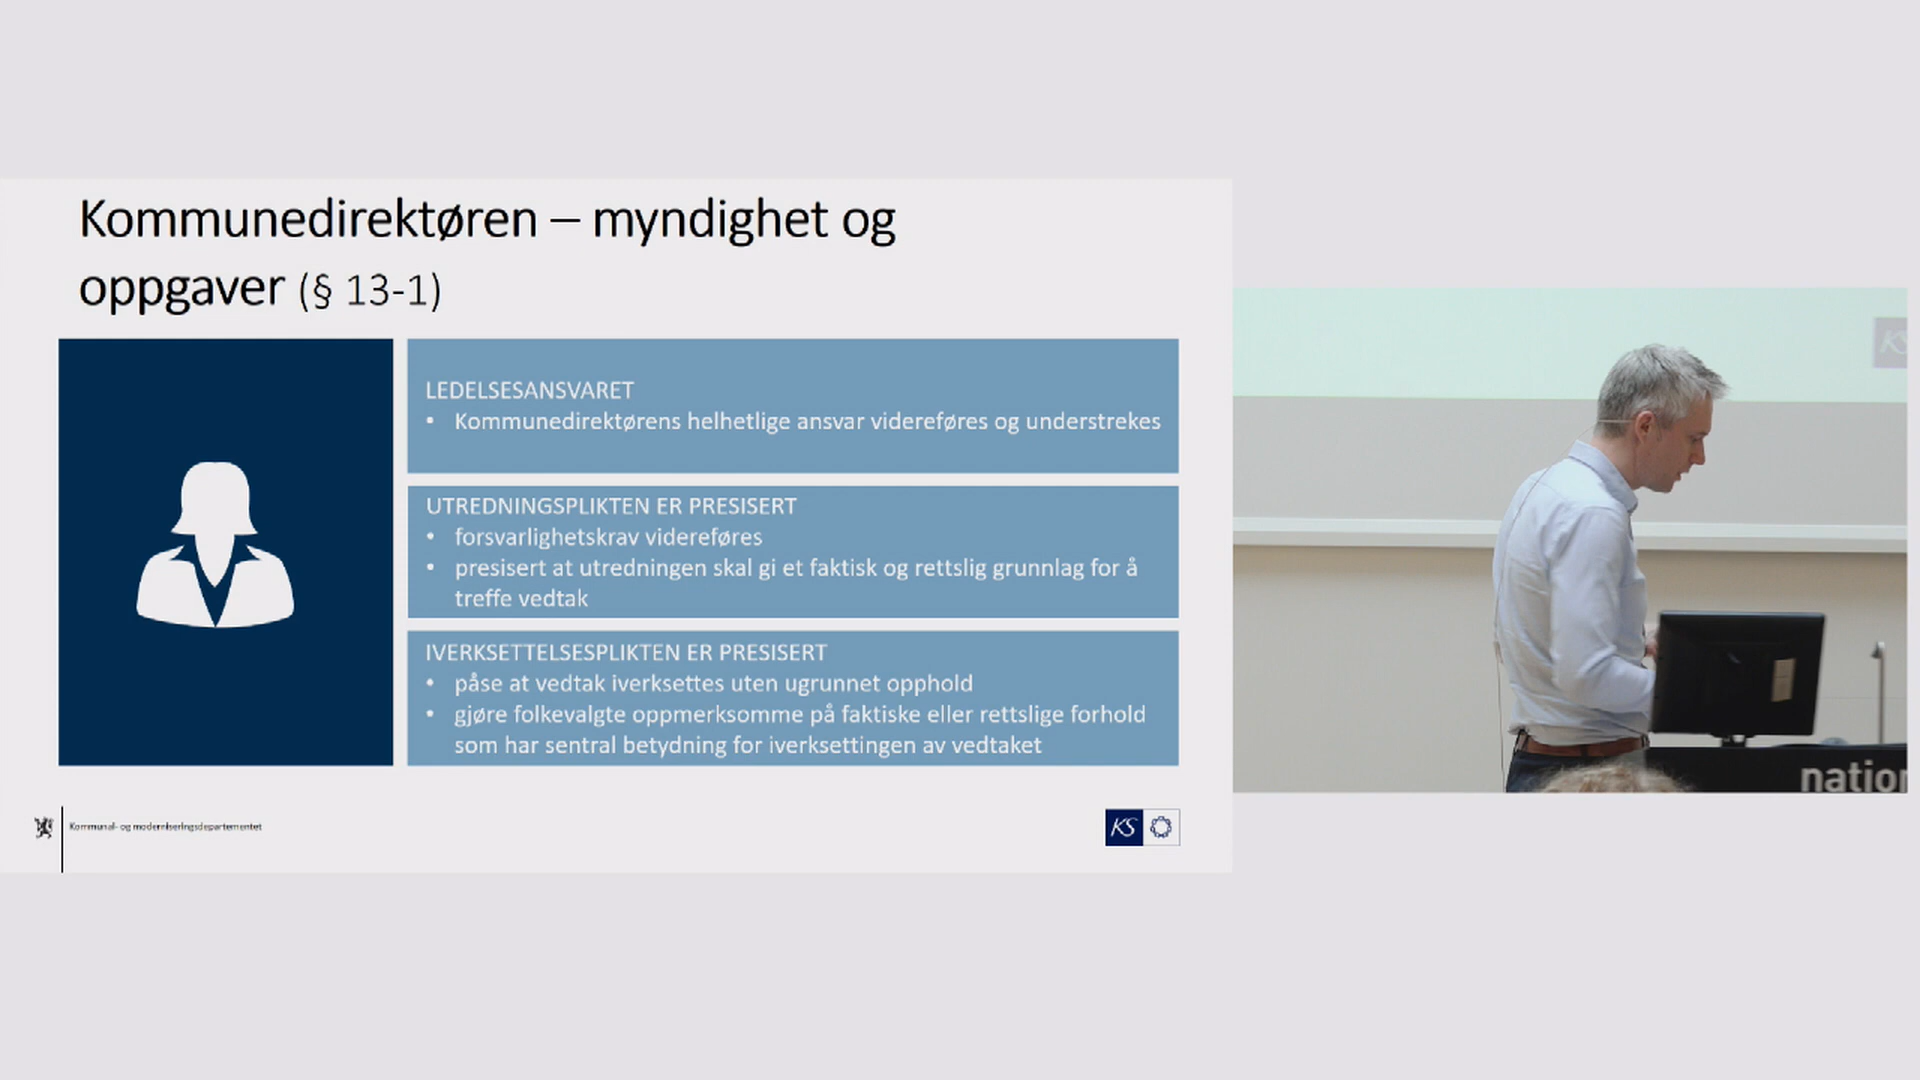 Kommunedirektøren – myndighet og
oppgaver (§ 13-1)
LEDELSESANSVARET
• Kommunedirektørens helhetlige ansvar videreføres og understrekes
UTREDNINGSPLIKTEN ER PRESISERT
• forsvarlighetskrav videreføres
• presisert at utredningen skal gi et faktisk og rettslig grunnlag for å
treffe vedtak
IVERKSETTELSESPLIKTEN ER PRESISERT
• påse at vedtak iverksettes uten ugrunnet opphold
• gjøre folkevalgte oppmerksomme på faktiske eller rettslige forhold
som har sentral betydning for iverksettingen av vedtaket
Kommunal- og moderniseringsdepartementet
KS
KS
nation